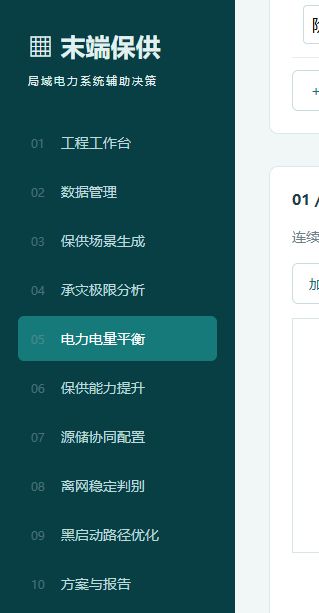 ▦ 末端保供
局域电力系统辅助决策
01 工程工作台
02 数据管理
03 保供场景生成
04 承灾极限分析
05 电力电量平衡
06 保供能力提升
07 源储协同配置
08 离网稳定判别
09 黑启动路径优化
10 方案与报告
+
01 /
连续
加